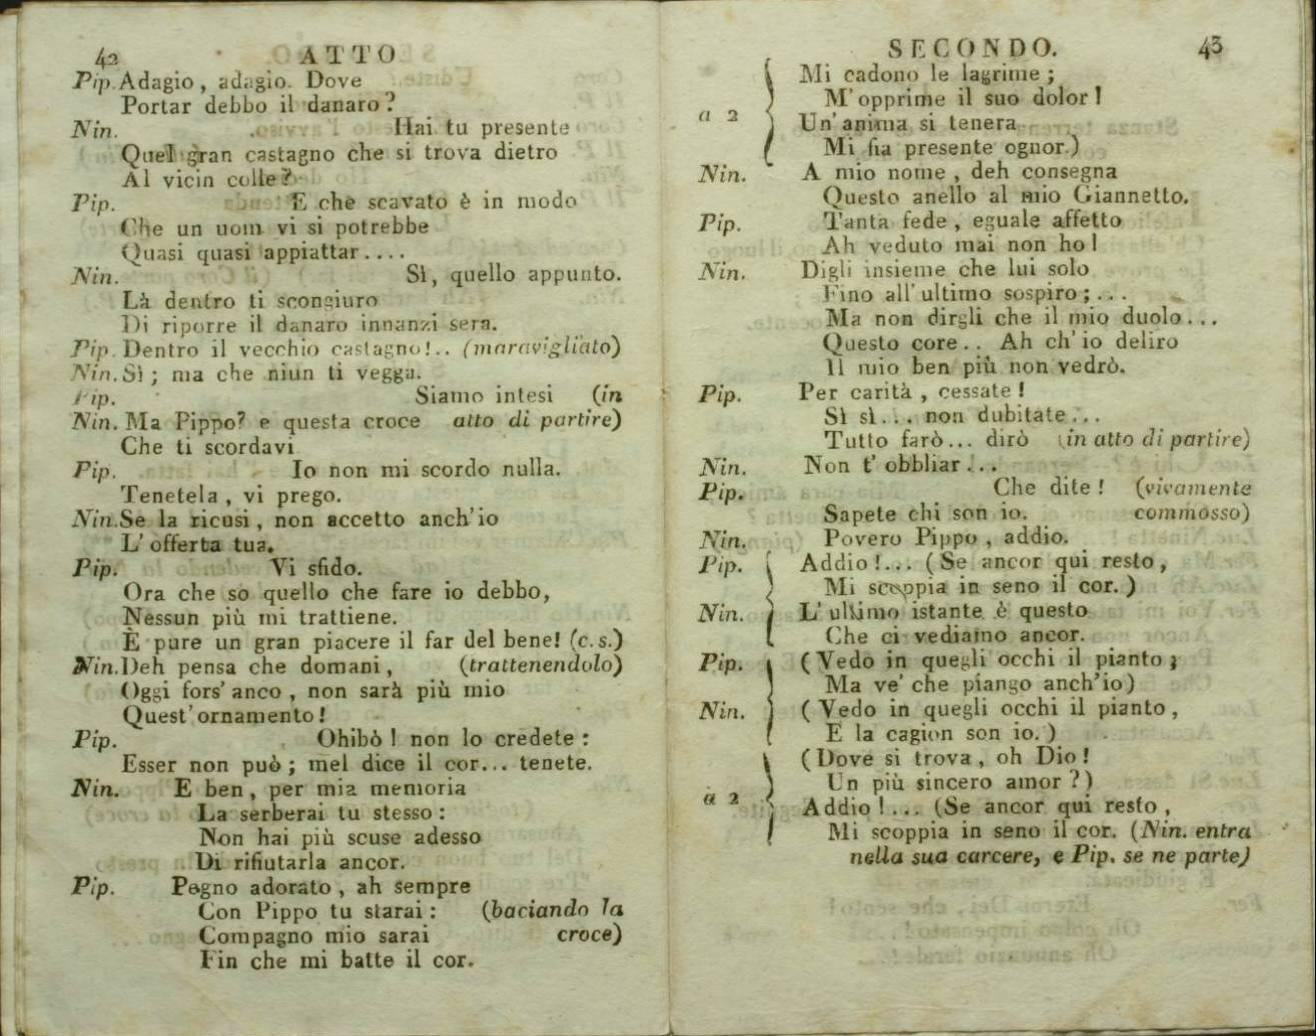 42 ATTO
Pip. Adagio, adagio. Dove
Portar debbo il danaro?
Nin. Hai tu presente
Quel gran castagno che si trova dietro
Al vicin colle?
Pip. E che scavato è in modo
Che un uom vi si potrebbe
Quasi quasi appiattar....
Nin. Sì, quello appunto.
Là dentro ti scongiuro
Di riporre il danaro innanzi sera.
Pip. Dentro il vecchio castagno!.. (maravigliato)
Nin. Sì; ma che niun ti vegga.
Pip. Siamo intesi (in
Nin. Ma Pippo? e questa croce atto di partire)
Che ti scordavi
Pip. Io non mi scordo nulla.
Tenetela, vi prego.
Nin. Se la ricusi, non accetto anch'io
L'offerta tua.
Pip. Vi sfido.
Ora che so quello che fare io debbo,
Nessun più mi trattiene.
È pure un gran piacere il far del bene! (c. s.)
Nin. Deh pensa che domani, (trattenendolo)
Oggi fors'anco, non sarà più mio
Quest'ornamento!
Pip. Ohibò! non lo credete:
Esser non può; mel dice il cor... tenete.
Nin. E ben, per mia memoria
La serberai tu stesso:
Non hai più scuse adesso
Di rifiutarla ancor.
Pip. Pegno adorato, ah sempre
Con Pippo tu starai: (baciando la
Compagno mio sarai croce)
Fin che mi batte il cor.
SECONDO. 43
Mi cadono le lagrime;
M'opprime il suo dolor!
a 2 Un'anima si tenera
Mi fia presente ognor.)
Nin. A mio nome, deh consegna
Questo anello al mio Giannetto.
Pip. Tanta fede, eguale affetto
Ah veduto mai non ho!
Nin. Digli insieme che lui solo
Fino all'ultimo sospiro;...
Ma non dirgli che il mio duolo...
Questo core.. Ah ch'io deliro
Il mio ben più non vedrò.
Pip. Per carità, cessate!
Sì sì... non dubitate...
Tutto farò... dirò (in atto di partire)
Nin. Non t'obbliar...
Pip. Che dite! (vivamente
Sapete chi son io. commosso)
Nin. Povero Pippo, addio.
Pip. Addio!... (Se ancor qui resto,
Mi scoppia in seno il cor.)
Nin. L'ultimo istante è questo
Che ci vediamo ancor.
Pip. (Vedo in quegli occhi il pianto;
Ma ve' che piango anch'io)
Nin. (Vedo in quegli occhi il pianto,
E la cagion son io.)
(Dove si trova, oh Dio!
Un più sincero amor?)
a 2 Addio!... (Se ancor qui resto,
Mi scoppia in seno il cor. (Nin. entra
nella sua carcere, e Pip. se ne parte)